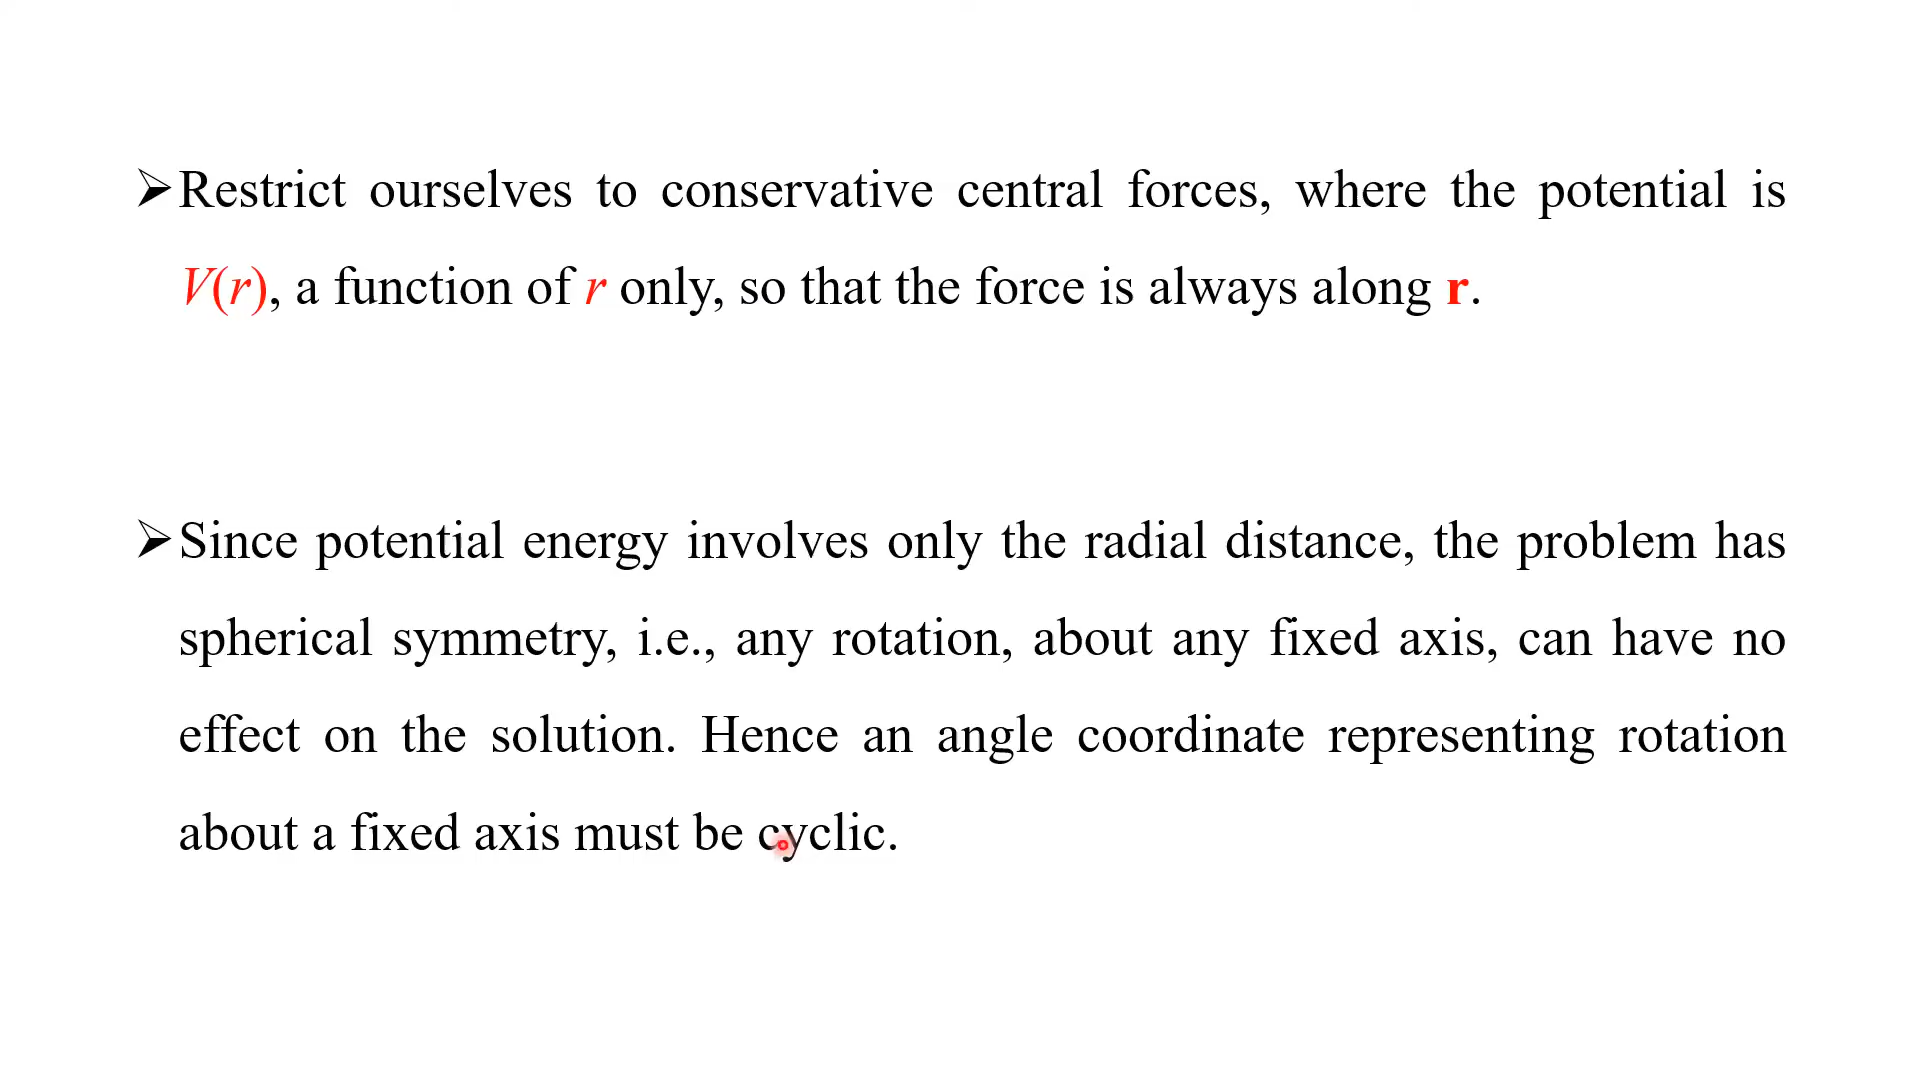 ➢Restrict ourselves to conservative central forces, where the potential is
V(r), a function of r only, so that the force is always along r.
➢Since potential energy involves only the radial distance, the problem has
spherical symmetry, i.e., any rotation, about any fixed axis, can have no
effect on the solution. Hence an angle coordinate representing rotation
about a fixed axis must be cyclic.